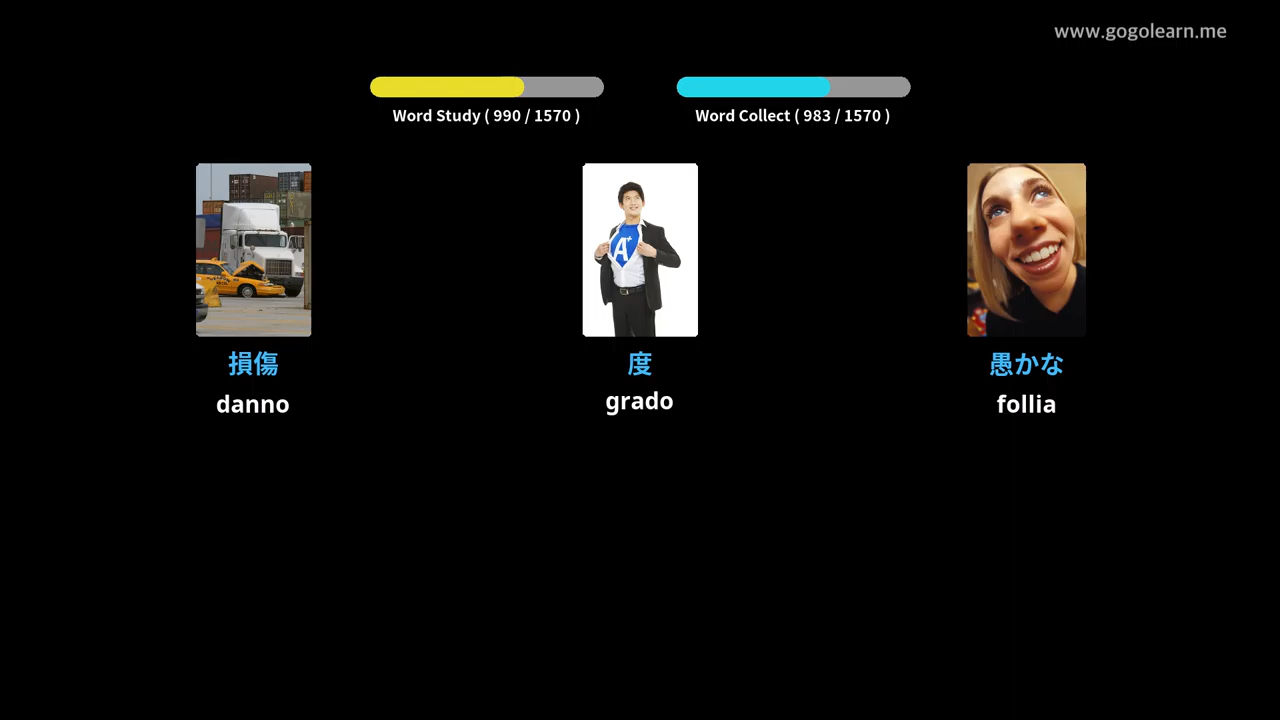 www.gogolearn.me
Word Study ( 990 / 1570 )
Word Collect ( 983 / 1570 )
A+
損傷
度
愚かな
danno
grado
follia